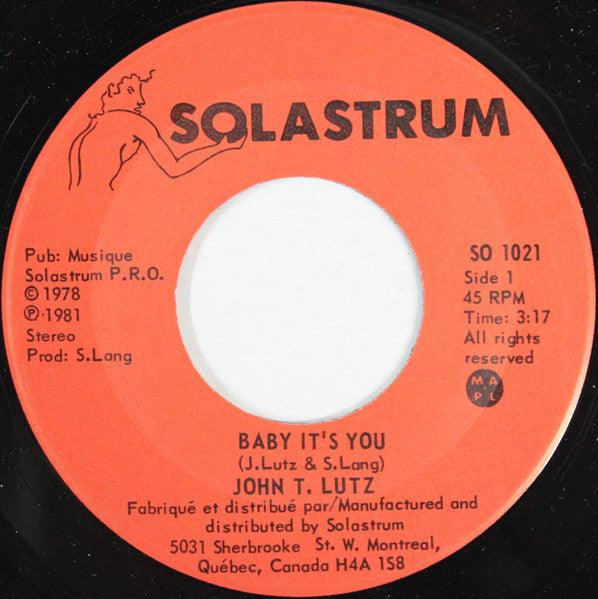 SOLASTRUM
Pub: Musique
Solastrum P.R.O.
© 1978
℗ 1981
Stereo
Prod: S.Lang
SO 1021
Side 1
45 RPM
Time: 3:17
All rights
reserved
M A
P L
BABY IT'S YOU
(J.Lutz & S.Lang)
JOHN T. LUTZ
Fabriqué et distribué par/Manufactured and
distributed by Solastrum
5031 Sherbrooke St. W. Montreal,
Québec, Canada H4A 1S8